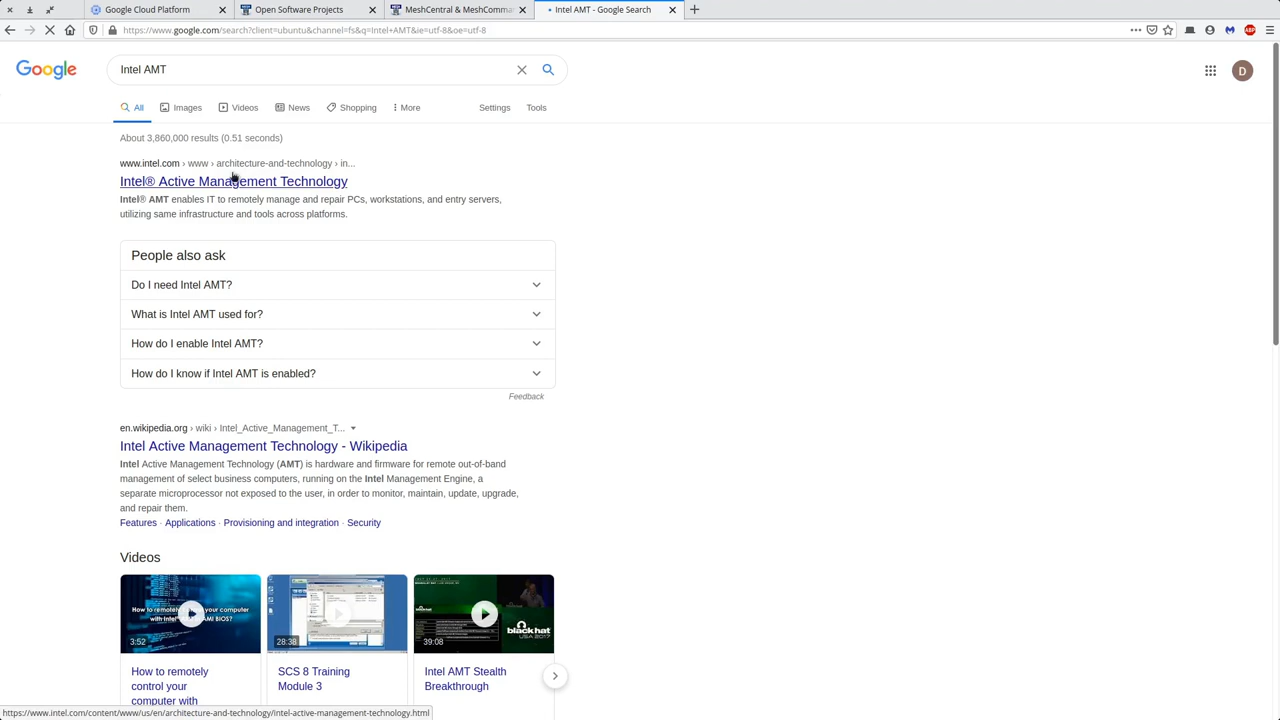 Google Cloud Platform
Open Software Projects
MeshCentral & MeshComma
Intel AMT - Google Search
https://www.google.com/search?client=ubuntu&channel=fs&q=Intel+AMT&ie=utf-8&oe=utf-8
ABP
Google
Intel AMT
D
All
Images
Videos
News
Shopping
More
Settings
Tools
About 3,860,000 results (0.51 seconds)
www.intel.com › www › architecture-and-technology › in...
Intel® Active Management Technology
Intel® AMT enables IT to remotely manage and repair PCs, workstations, and entry servers,
utilizing same infrastructure and tools across platforms.
People also ask
Do I need Intel AMT?
What is Intel AMT used for?
How do I enable Intel AMT?
How do I know if Intel AMT is enabled?
Feedback
en.wikipedia.org › wiki › Intel_Active_Management_T...
Intel Active Management Technology - Wikipedia
Intel Active Management Technology (AMT) is hardware and firmware for remote out-of-band
management of select business computers, running on the Intel Management Engine, a
separate microprocessor not exposed to the user, in order to monitor, maintain, update, upgrade,
and repair them.
Features · Applications · Provisioning and integration · Security
Videos
3:52
28:38
black hat
USA 2017
39:08
How to remotely
control your
computer with
SCS 8 Training
Module 3
Intel AMT Stealth
Breakthrough
https://www.intel.com/content/www/us/en/architecture-and-technology/intel-active-management-technology.html